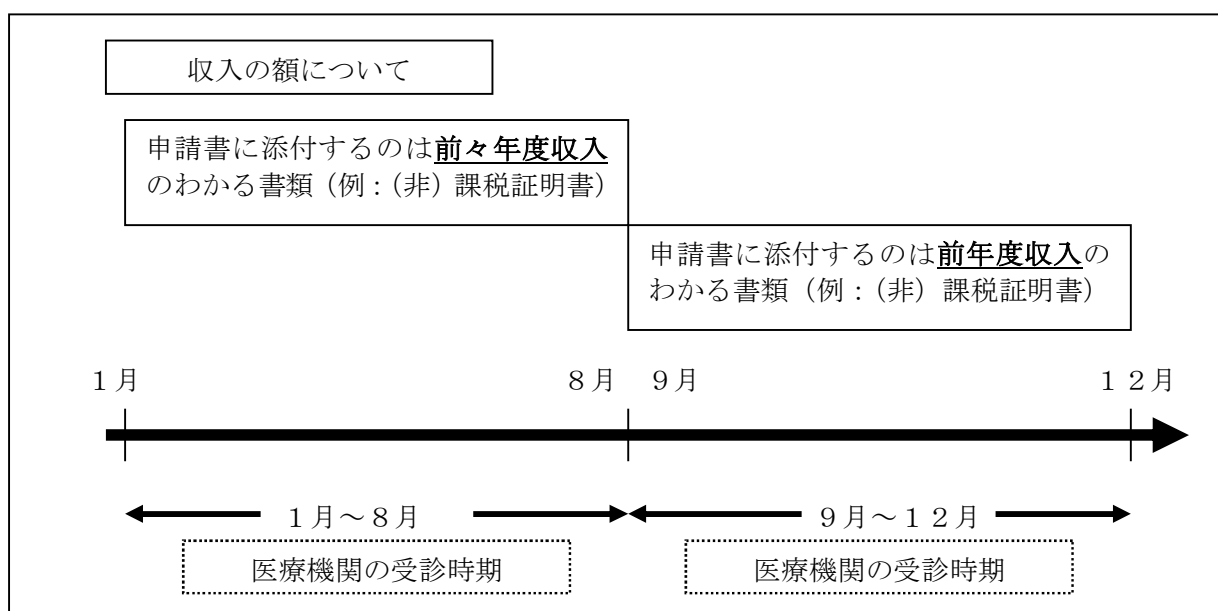 収入の額について
申請書に添付するのは前々年度収入
のわかる書類（例：（非）課税証明書）
申請書に添付するのは前年度収入の
わかる書類（例：（非）課税証明書）
１月
８月
９月
１２月
１月～８月
９月～１２月
医療機関の受診時期
医療機関の受診時期